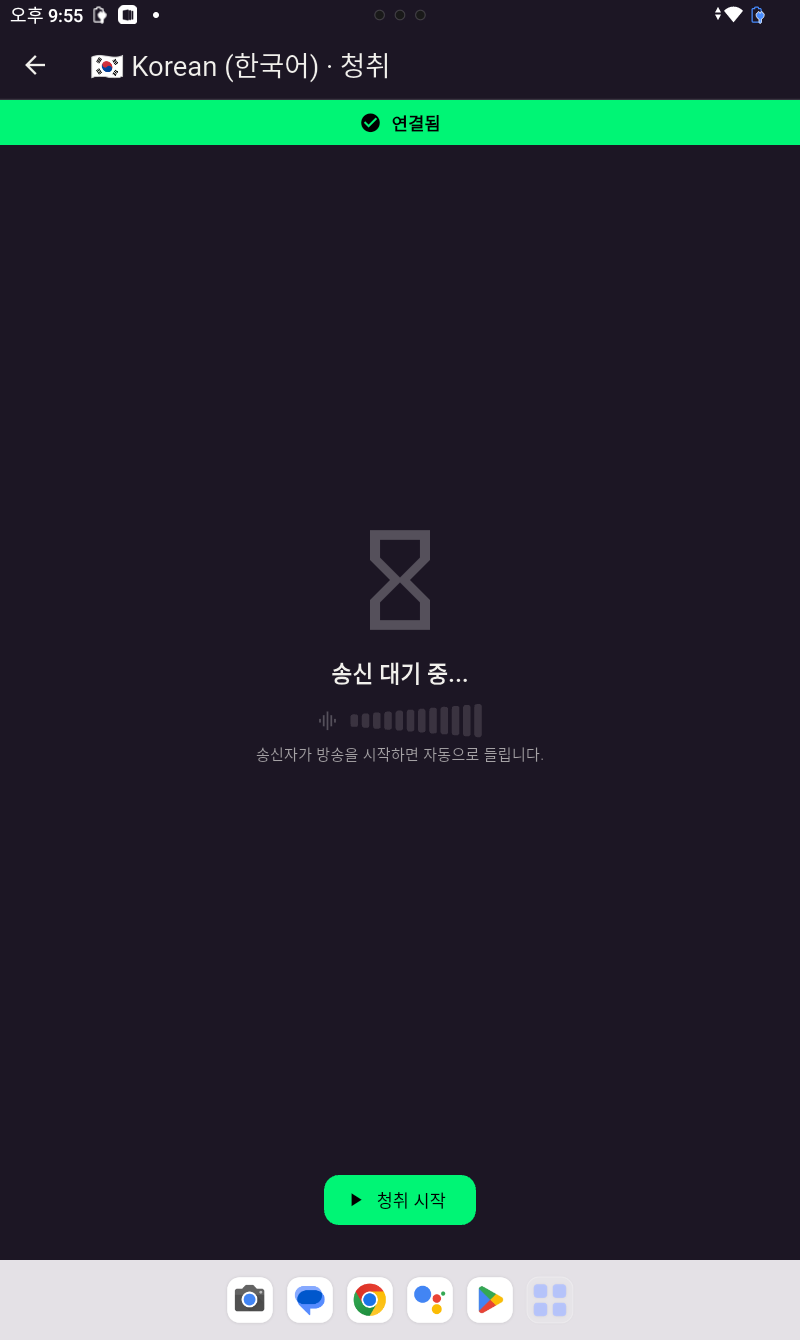 오후 9:55
Korean (한국어) · 청취
연결됨
송신 대기 중...
송신자가 방송을 시작하면 자동으로 들립니다.
청취 시작